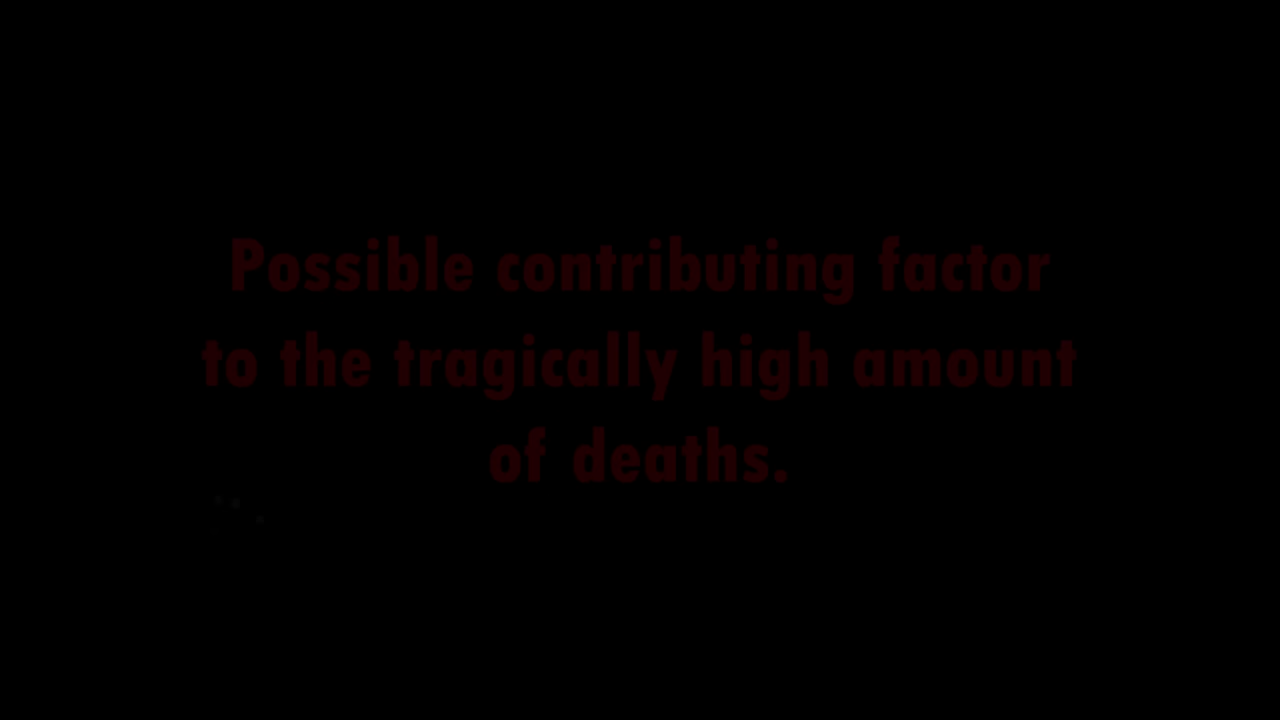 Possible contributing factor
to the tragically high amount
of deaths.